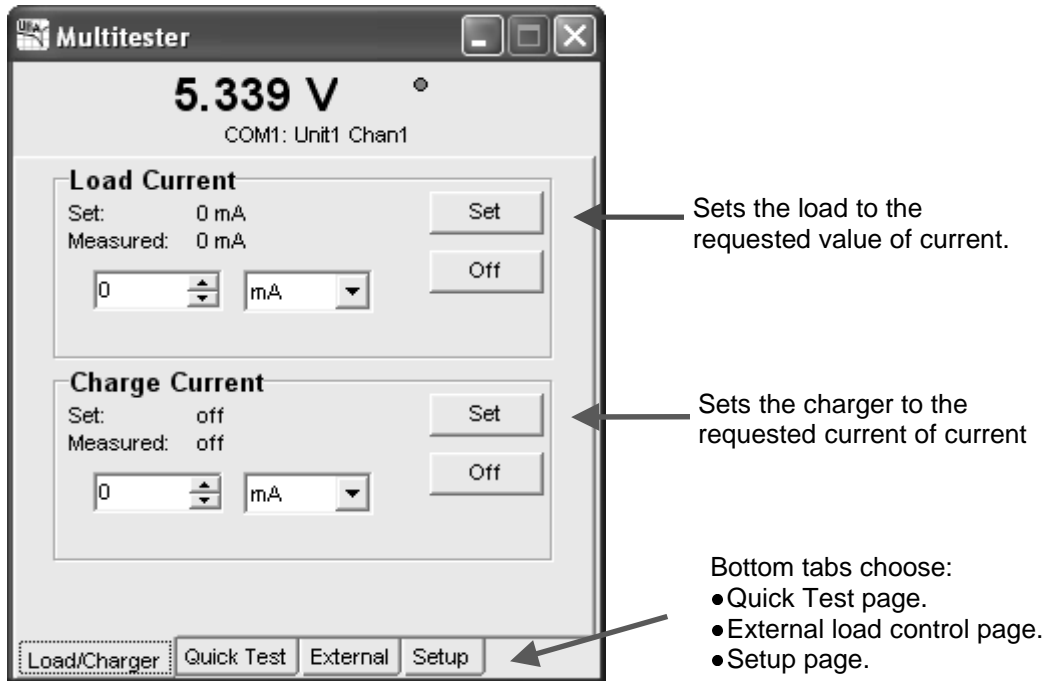 Multitester
5.339 V
COM1: Unit1 Chan1
Load Current
Set: 0 mA
Set
Measured: 0 mA
Off
0 mA
Sets the load to the
requested value of current.
Charge Current
Set: off
Set
Measured: off
Off
0 mA
Sets the charger to the
requested current of current
Bottom tabs choose:
●Quick Test page.
●External load control page.
●Setup page.
Load/Charger Quick Test External Setup